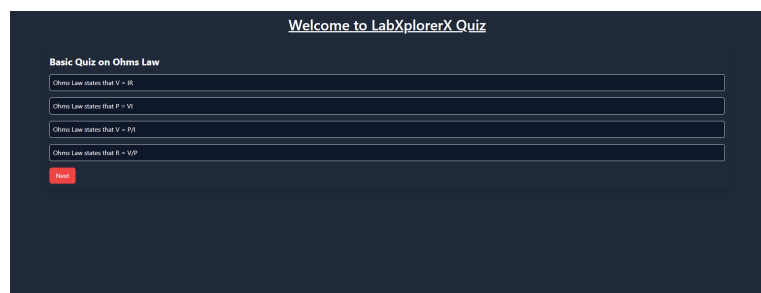 Welcome to LabXplorerX Quiz
Basic Quiz on Ohms Law
Ohms Law states that V = IR
Ohms Law states that P = VI
Ohms Law states that V = P/I
Ohms Law states that R = V/P
Next